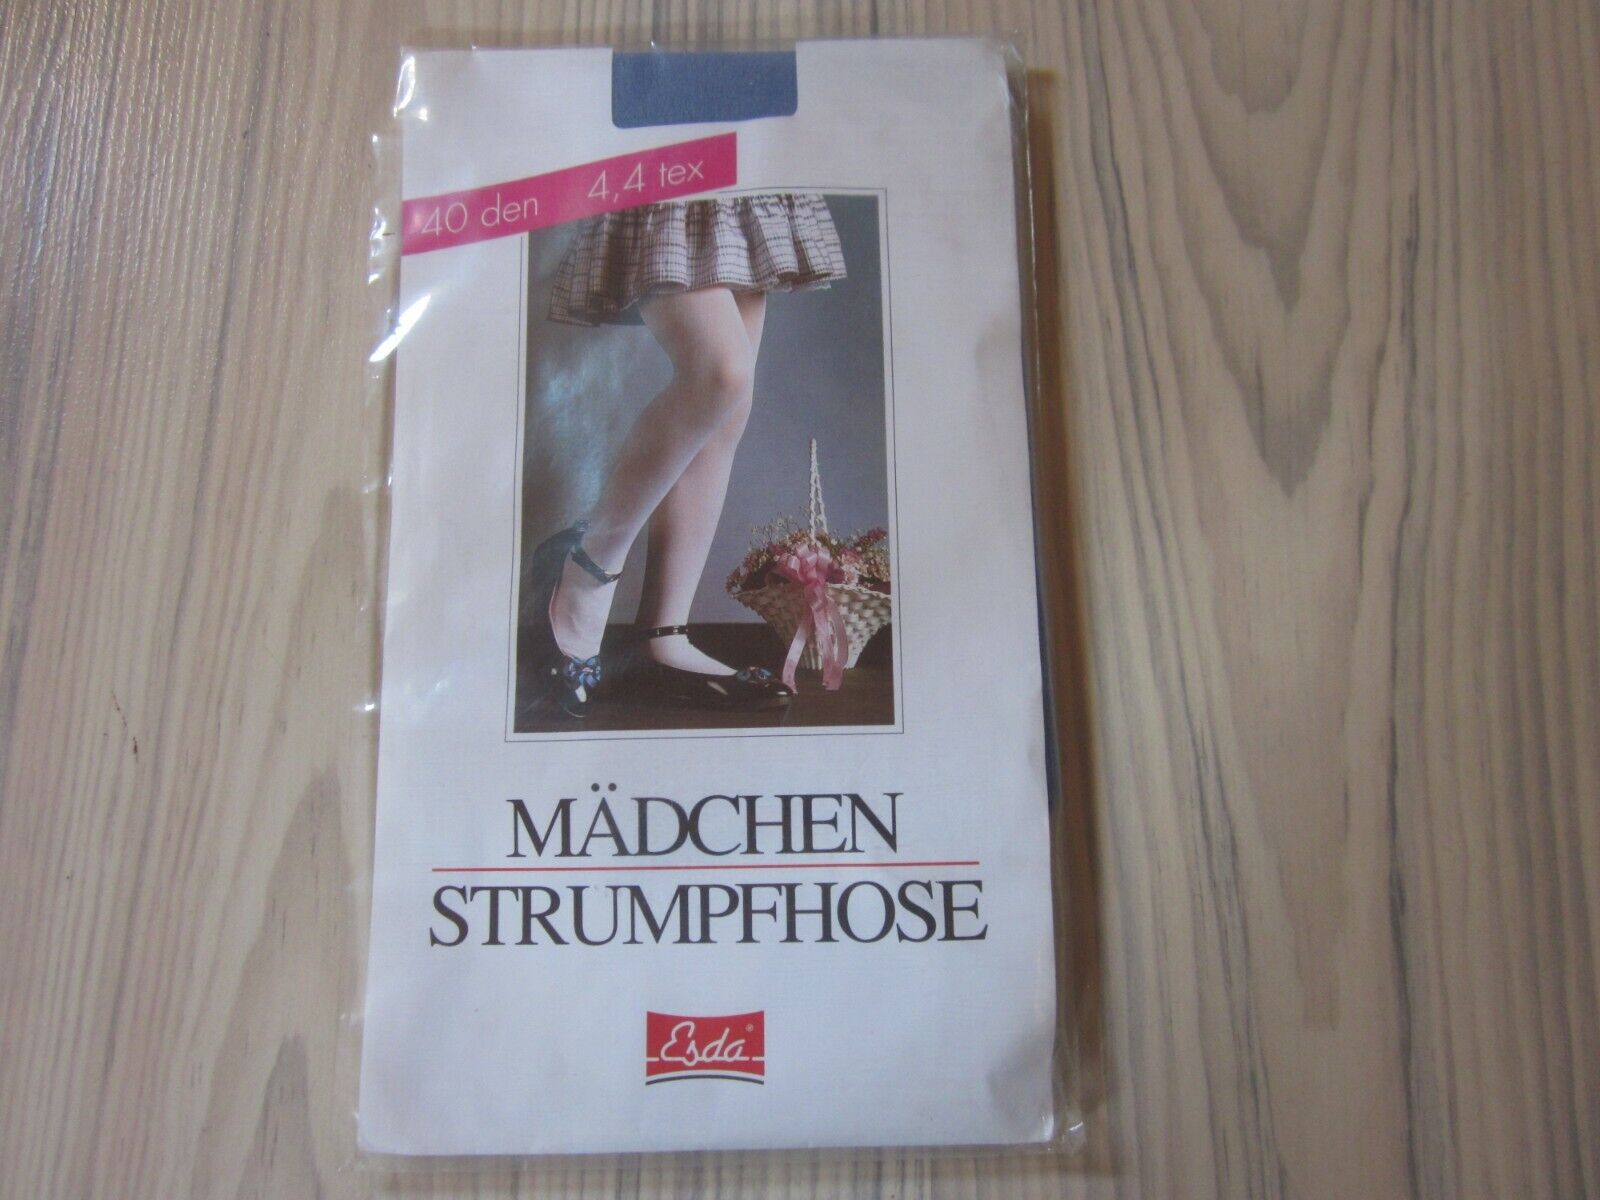 40 den 4,4 tex
MÄDCHEN
STRUMPFHOSE
Esda®